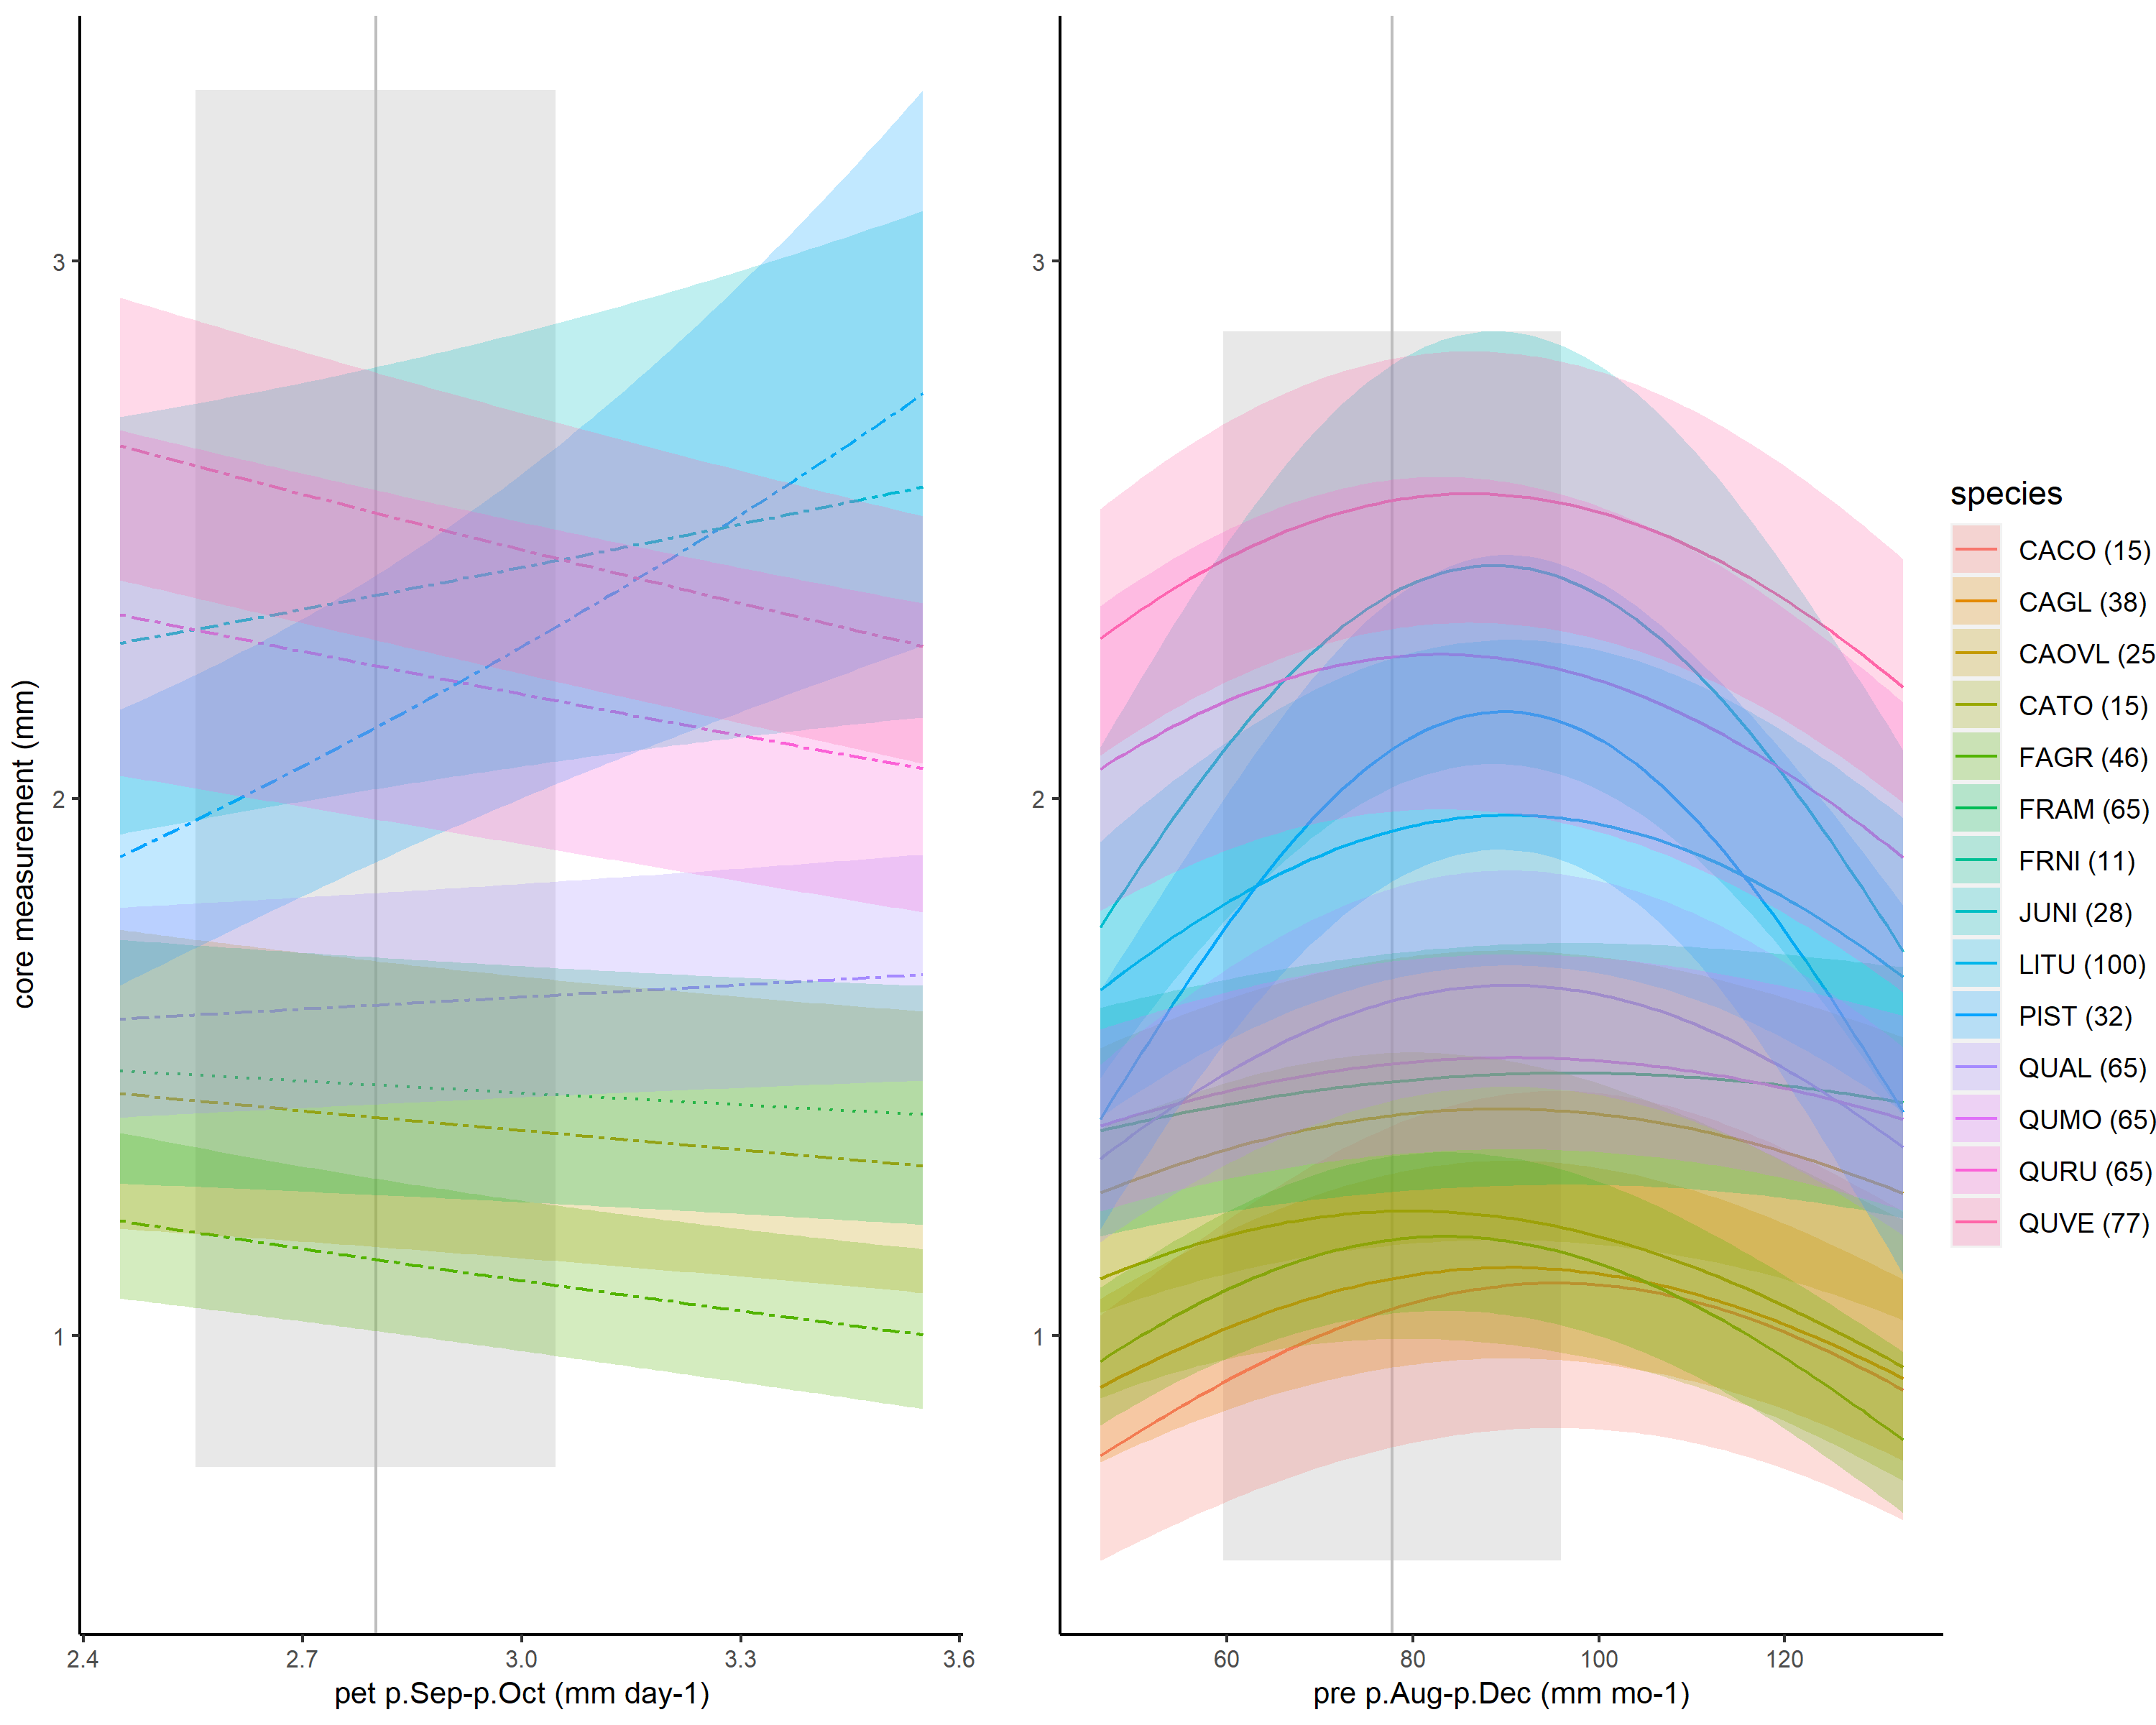 core measurement (mm)
3
2
1
2.4 2.7 3.0 3.3 3.6
pet p.Sep-p.Oct (mm day-1)
3
2
1
60 80 100 120
pre p.Aug-p.Dec (mm mo-1)
species
CACO (15)
CAGL (38)
CAOVL (25
CATO (15)
FAGR (46)
FRAM (65)
FRNI (11)
JUNI (28)
LITU (100)
PIST (32)
QUAL (65)
QUMO (65)
QURU (65)
QUVE (77)